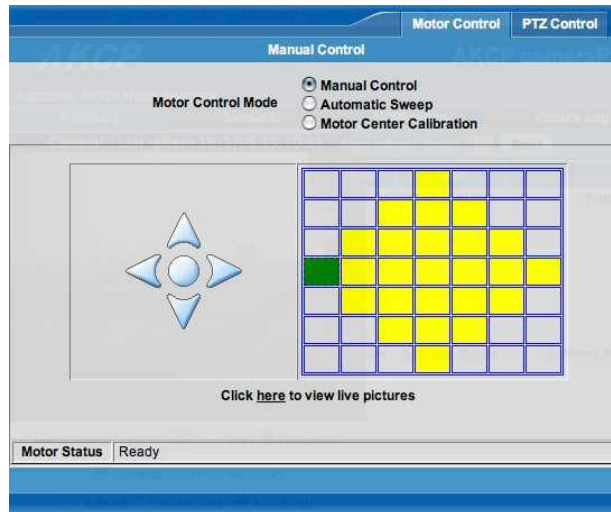 Motor Control PTZ Control
Manual Control
AKCP
Motor Control Mode
Manual Control
Automatic Sweep
Motor Center Calibration
Click here to view live pictures
Motor Status Ready